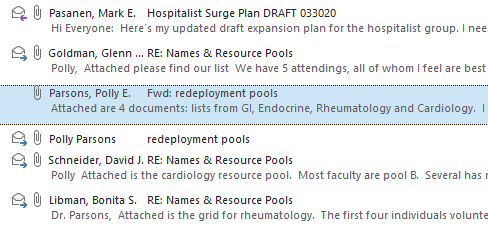 Pasanen, Mark E. Hospitalist Surge Plan DRAFT 033020
Hi Everyone: Here's my updated draft expansion plan for the hospitalist group. I nee
Goldman, Glenn ... RE: Names & Resource Pools
Polly, Attached please find our list We have 5 attendings, all of whom I feel are best
Parsons, Polly E. Fwd: redeployment pools
Attached are 4 documents: lists from GI, Endocrine, Rheumatology and Cardiology. I
Polly Parsons redeployment pools
Schneider, David J. RE: Names & Resource Pools
Polly Attached is the cardiology resource pool. Most faculty are pool B. Several has
Libman, Bonita S. RE: Names & Resource Pools
Dr. Parsons, Attached is the grid for rheumatology. The first four individuals volunte